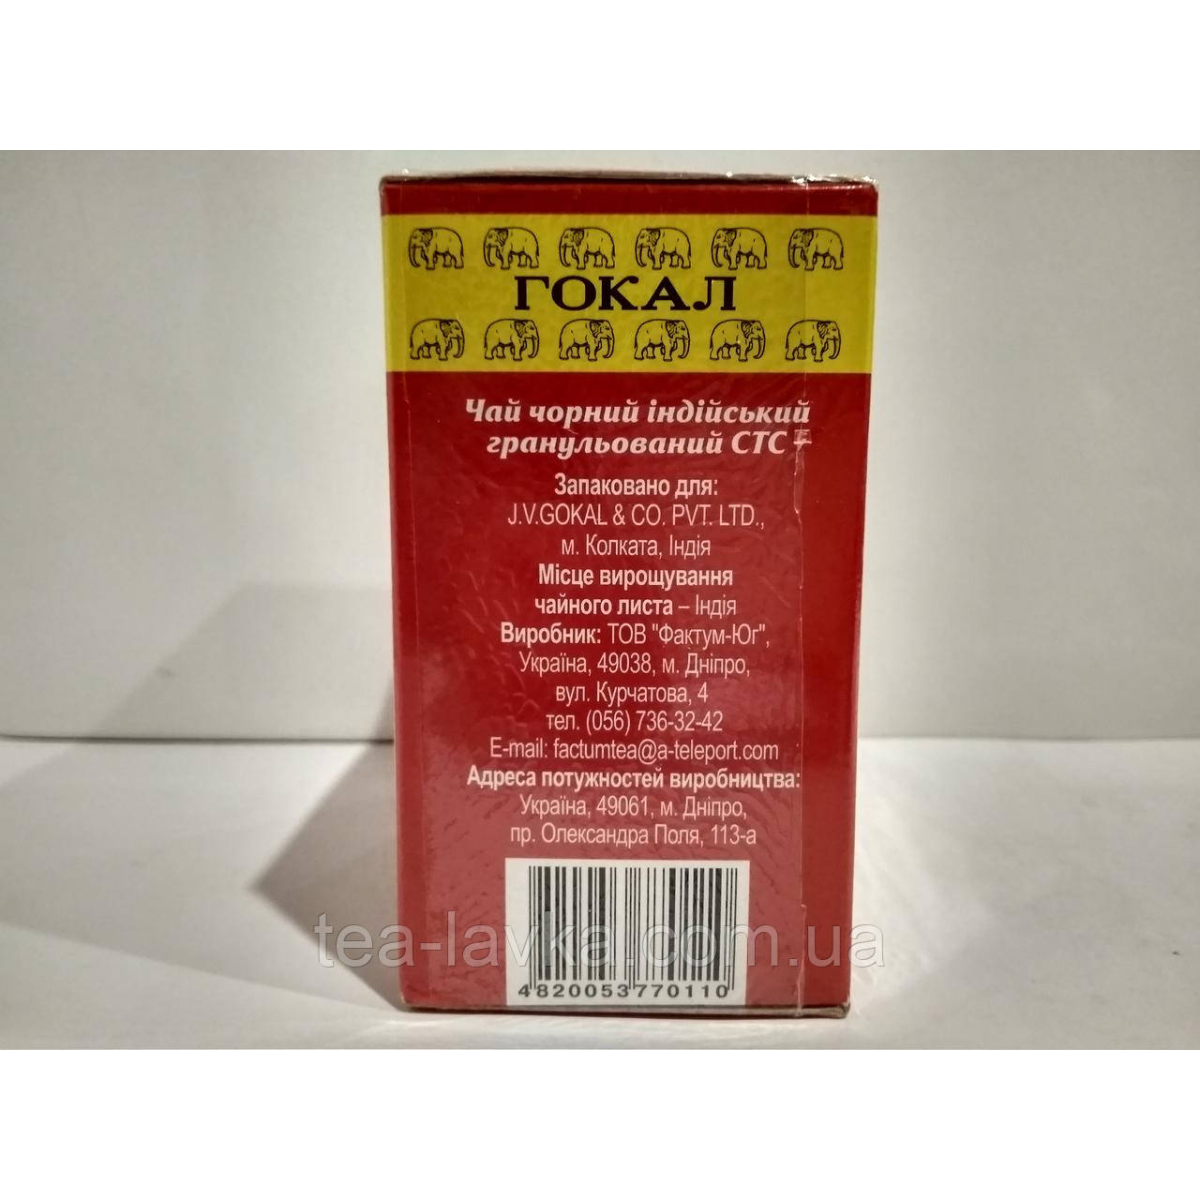 ГОКАЛ
Чай чорний індійський
гранульований СТС
Запаковано для:
J.V.GOKAL & CO. PVT. LTD.,
м. Колката, Індія
Місце вирощування
чайного листа – Індія
Виробник: ТОВ "Фактум-Юг",
Україна, 49038, м. Дніпро,
вул. Курчатова, 4
тел. (056) 736-32-42
E-mail: factumtea@a-teleport.com
Адреса потужностей виробництва:
Україна, 49061, м. Дніпро,
пр. Олександра Поля, 113-а
tea-lavka.com.ua
4820053770110